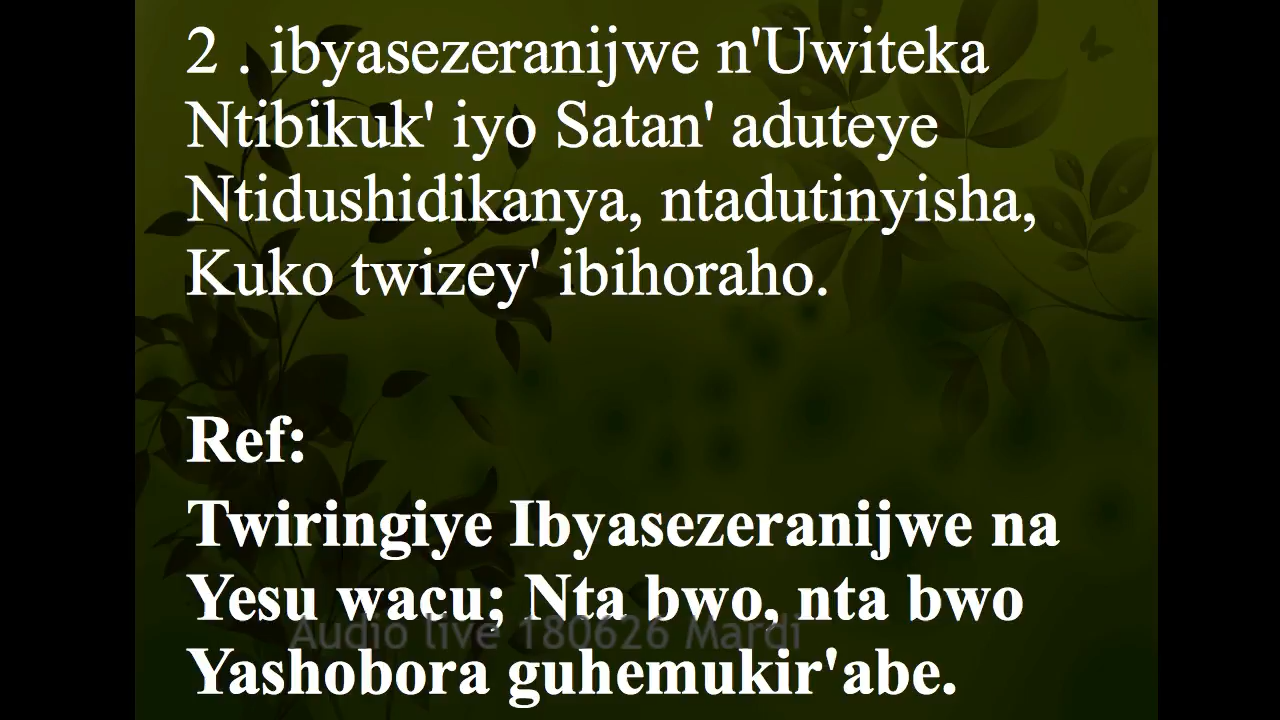 2 . ibyasezeranijwe n'Uwiteka
Ntibikuk' iyo Satan' aduteye
Ntidushidikanya, ntadutinyisha,
Kuko twizey' ibihoraho.
Ref:
Twiringiye Ibyasezeranijwe na
Yesu wacu; Nta bwo, nta bwo
Audio live 180626 Mardi
Yashobora guhemukir'abe.